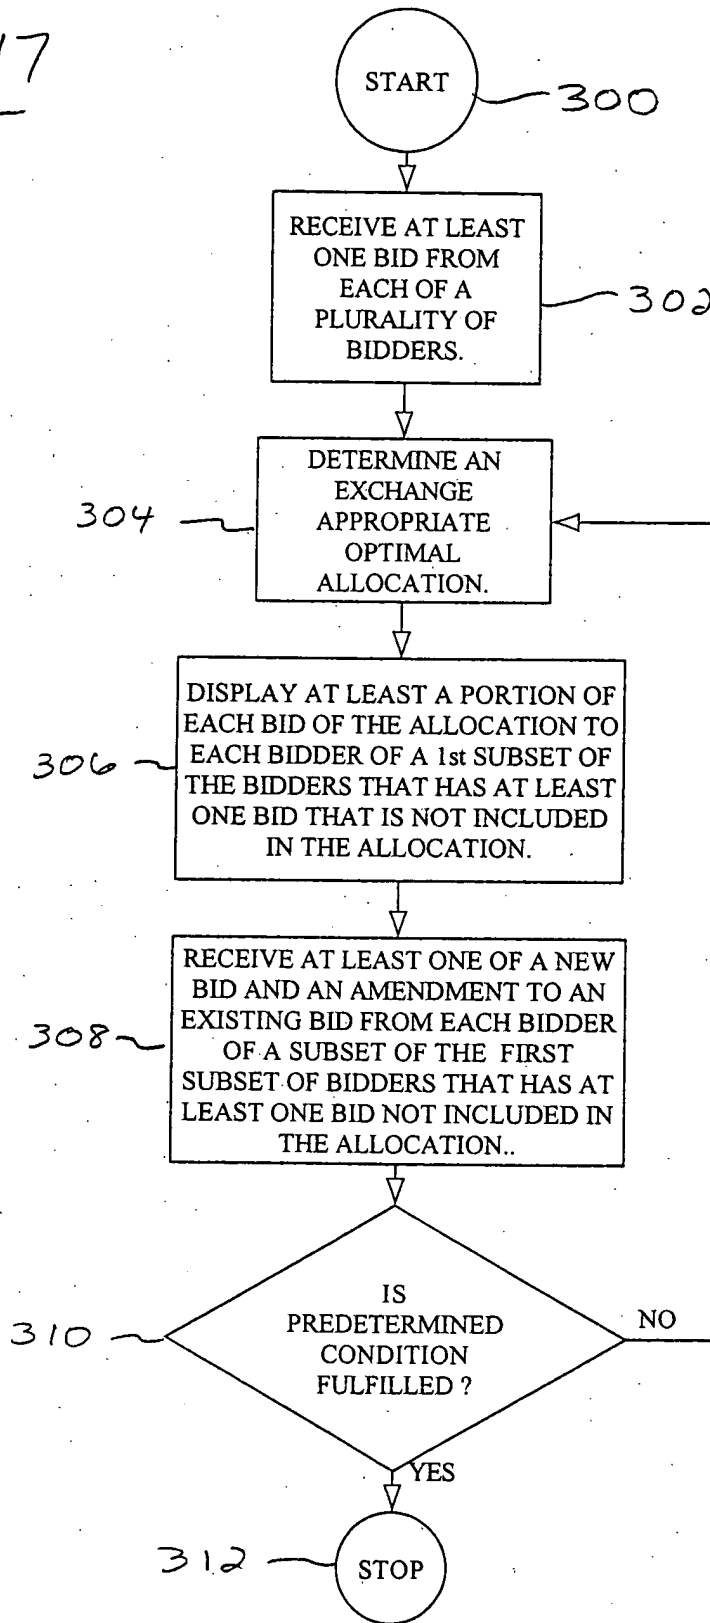 17
START
300
RECEIVE AT LEAST
ONE BID FROM
EACH OF A
PLURALITY OF
BIDDERS.
302
DETERMINE AN
EXCHANGE
APPROPRIATE
OPTIMAL
ALLOCATION.
304
DISPLAY AT LEAST A PORTION OF
EACH BID OF THE ALLOCATION TO
EACH BIDDER OF A 1st SUBSET OF
THE BIDDERS THAT HAS AT LEAST
ONE BID THAT IS NOT INCLUDED
IN THE ALLOCATION.
306
RECEIVE AT LEAST ONE OF A NEW
BID AND AN AMENDMENT TO AN
EXISTING BID FROM EACH BIDDER
OF A SUBSET OF THE FIRST
SUBSET OF BIDDERS THAT HAS AT
LEAST ONE BID NOT INCLUDED IN
THE ALLOCATION..
308
IS
PREDETERMINED
CONDITION
FULFILLED ?
310
NO
YES
312
STOP